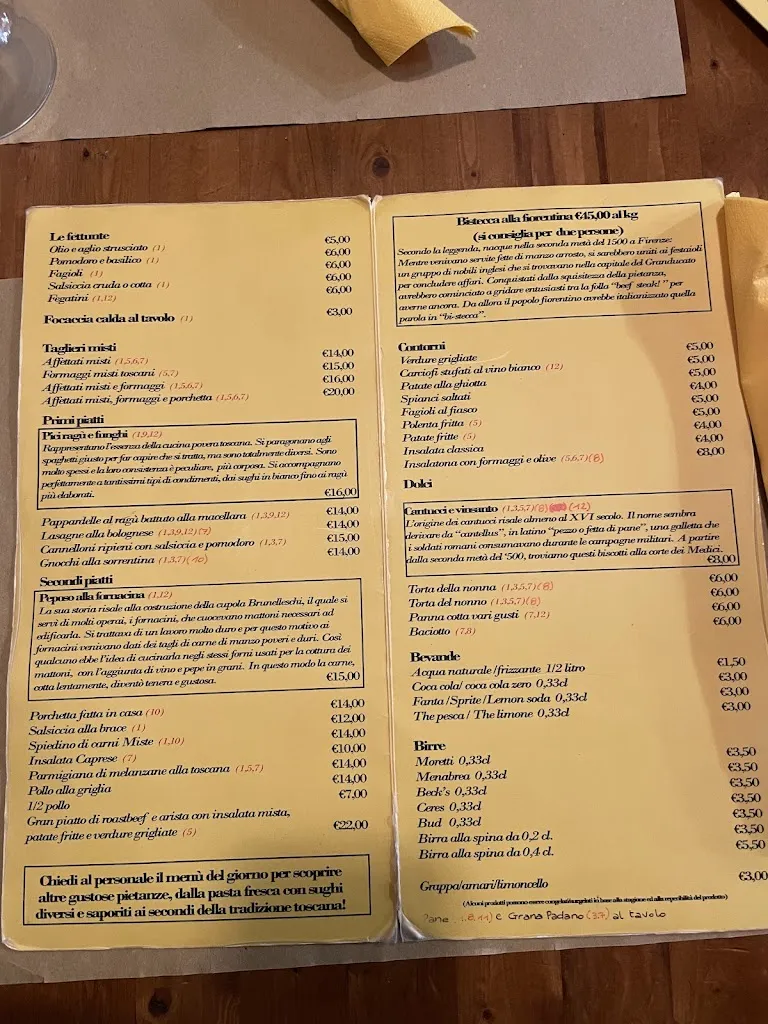 Le fettunte
Olio e aglio strusciato (1) €5,00
Pomodoro e basilico (1) €6,00
Fagioli (1) €6,00
Salsiccia cruda o cotta (1) €6,00
Fegatini (1,12) €6,00
Focaccia calda al tavolo (1) €3,00
Taglieri misti
Affettati misti (1,5,6,7) €14,00
Formaggi misti toscani (5,7) €15,00
Affettati misti e formaggi (1,5,6,7) €16,00
Affettati misti, formaggi e porchetta (1,5,6,7) €20,00
Primi piatti
Pici ragù e funghi (1,9,12)
Rappresentano l'essenza della cucina povera toscana. Si paragonano agli
spaghetti giusto per far capire che si tratta, ma sono totalmente diversi. Sono
molto spessi e la loro consistenza è peculiare, più corposa. Si accompagnano
perfettamente a tantissimi tipi di condimenti, dai sughi in bianco fino ai ragù
più elaborati. €16,00
Pappardelle al ragù battuto alla macellara (1,3,9,12) €14,00
Lasagne alla bolognese (1,3,9,12)(7) €14,00
Cannelloni ripieni con salsiccia e pomodoro (1,3,7) €15,00
Gnocchi alla sorrentina (1,3,7)(10) €14,00
Secondi piatti
Peposo alla fornacina (1,12)
La sua storia risale alla costruzione della cupola Brunelleschi, il quale si
servì di molti operai, i fornacini, che cuocevano mattoni necessari ad
edificarla. Si trattava di un lavoro molto duro e per questo motivo ai
fornacini venivano dati dei tagli di carne di manzo poveri e duri. Così
qualcuno ebbe l'idea di cucinarla negli stessi forni usati per la cottura dei
mattoni, con l'aggiunta di vino e pepe in grani. In questo modo la carne,
cotta lentamente, diventò tenera e gustosa. €15,00
Porchetta fatta in casa (10) €14,00
Salsiccia alla brace (1) €12,00
Spiedino di carni Miste (1,10) €14,00
Insalata Caprese (7) €10,00
Parmigiana di melanzane alla toscana (1,5,7) €14,00
Pollo alla griglia €14,00
1/2 pollo €7,00
Gran piatto di roastbeef e arista con insalata mista,
patate fritte e verdure grigliate (5) €22,00
Chiedi al personale il menù del giorno per scoprire
altre gustose pietanze, dalla pasta fresca con sughi
diversi e saporiti ai secondi della tradizione toscana!
Bistecca alla fiorentina €45,00 al kg
(si consiglia per due persone)
Secondo la leggenda, nacque nella seconda metà del 1500 a Firenze:
Mentre venivano servite fette di manzo arrosto, si sarebbero uniti ai festaioli
un gruppo di nobili inglesi che si trovavano nella capitale del Granducato
per concludere affari. Conquistati dalla squisitezza della pietanza,
avrebbero cominciato a gridare entusiasti tra la folla "beef steak!" per
averne ancora. Da allora il popolo fiorentino avrebbe italianizzato quella
parola in "bi-stecca".
Contorni
Verdure grigliate €5,00
Carciofi stufati al vino bianco (12) €5,00
Patate alla ghiotta €5,00
Spianci saltati €4,00
Fagioli al fiasco €5,00
Polenta fritta (5) €5,00
Patate fritte (5) €4,00
Insalata classica €4,00
Insalatona con formaggi e olive (5,6,7)(8) €8,00
Dolci
Cantucci e vinsanto (1,3,5,7)(8) (12)
L'origine dei cantucci risale almeno al XVI secolo. Il nome sembra
derivare da "cantellus", in latino "pezzo o fetta di pane", una galletta che
i soldati romani consumavano durante le campagne militari. A partire
dalla seconda metà del '500, troviamo questi biscotti alla corte dei Medici.
€8,00
Torta della nonna (1,3,5,7)(8) €6,00
Torta del nonno (1,3,5,7)(8) €6,00
Panna cotta vari gusti (7,12) €6,00
Baciotto (7,8) €6,00
Bevande
Acqua naturale/frizzante 1/2 litro €1,50
Coca cola/ coca cola zero 0,33cl €3,00
Fanta/Sprite/Lemon soda 0,33cl €3,00
The pesca/ The limone 0,33cl €3,00
Birre
Moretti 0,33cl €3,50
Menabrea 0,33cl €3,50
Beck's 0,33cl €3,50
Ceres 0,33cl €3,50
Bud 0,33cl €3,50
Birra alla spina da 0,2 cl. €3,50
Birra alla spina da 0,4 cl. €5,50
Grappa/amari/limoncello €3,00
(Alcuni prodotti possono essere congelati/surgelati in base alla stagione ed alla reperibilità del prodotto)
Pane 8,11) e Grana Padano (3,7) al tavolo